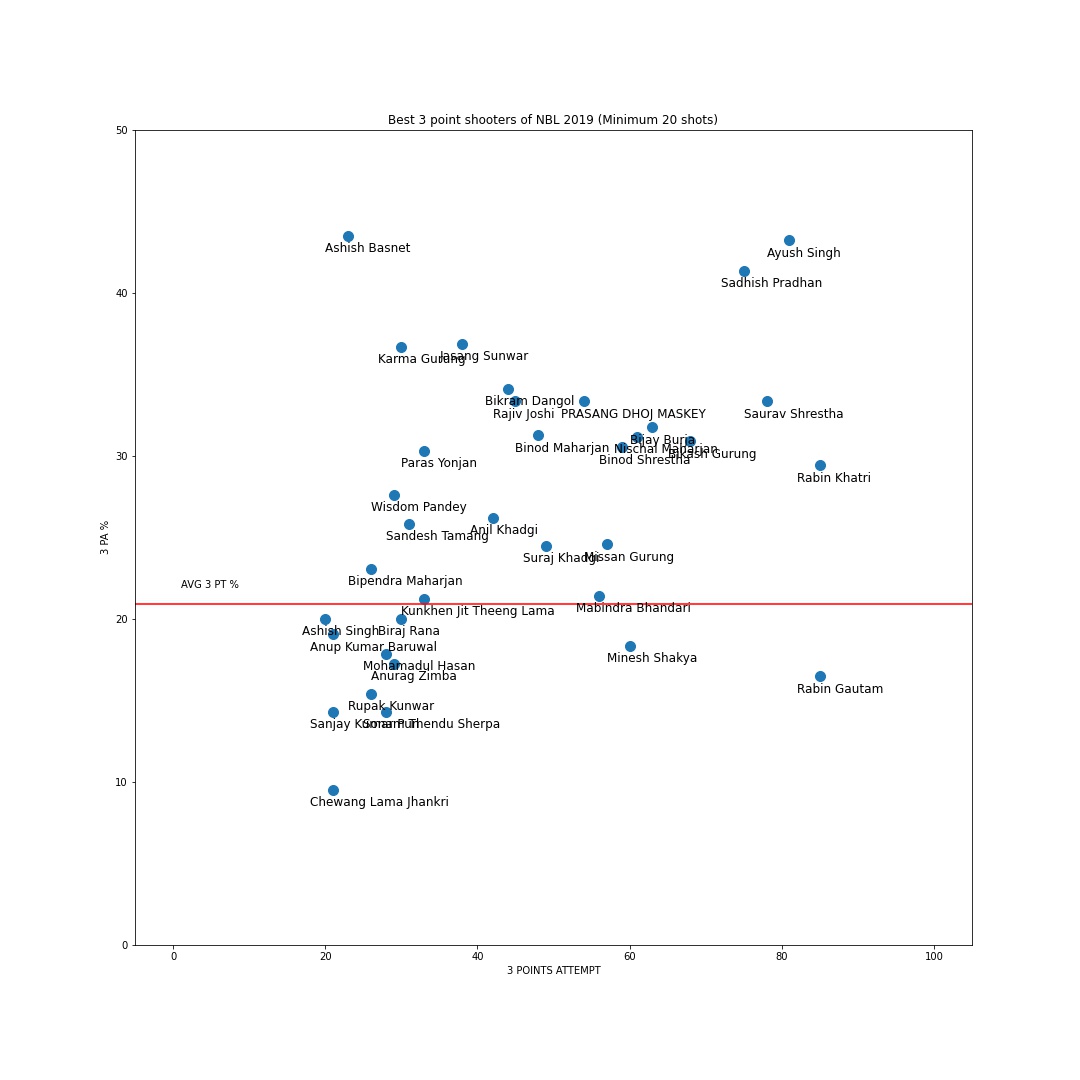 Best 3 point shooters of NBL 2019 (Minimum 20 shots)
50
Ashish Basnet
Ayush Singh
Sadhish Pradhan
40
Karma Gurung
Jasang Sunwar
Bikram Dangol
Rajiv Joshi
PRASANG DHOJ MASKEY
Saurav Shrestha
Bijay Burja
Binod Maharjan
Nischal Maharjan
Bikash Gurung
Binod Shrestha
30
Paras Yonjan
Rabin Khatri
Wisdom Pandey
Anil Khadgi
Sandesh Tamang
Suraj Khadgi
Missan Gurung
3 PA %
Bipendra Maharjan
AVG 3 PT %
Mabindra Bhandari
Kunkhen Jit Theeng Lama
20
Ashish Singh
Biraj Rana
Anup Kumar Baruwal
Minesh Shakya
Mohamadul Hasan
Anurag Zimba
Rabin Gautam
Rupak Kunwar
Sanjay Kumar Puri
Thendu Sherpa
10
Chewang Lama Jhankri
0
0 20 40 60 80 100
3 POINTS ATTEMPT